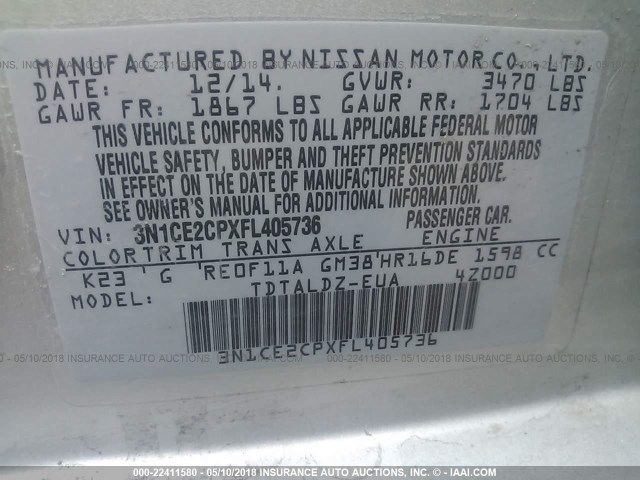 MANUFACTURED BY NISSAN MOTOR CO., LTD.
DATE: 12/14. GVWR: 3470 LBS
GAWR FR: 1867 LBS GAWR RR: 1704 LBS
THIS VEHICLE CONFORMS TO ALL APPLICABLE FEDERAL MOTOR
VEHICLE SAFETY, BUMPER AND THEFT PREVENTION STANDARDS
IN EFFECT ON THE DATE OF MANUFACTURE SHOWN ABOVE.
SEE OWNER'S MANUAL FOR ADDITIONAL INFORMATION.
VIN: 3N1CE2CPXFL405736 PASSENGER CAR.
COLOR TRIM TRANS AXLE ENGINE
K23 ' G 'RE0F11A GM38'HR16DE 1598 CC
MODEL: TDTALDZ-EUA 4Z000
3N1CE2CPXFL405736
000-22411580 - 05/10/2018 INSURANCE AUTO AUCTIONS, INC. - © IAAI.COM